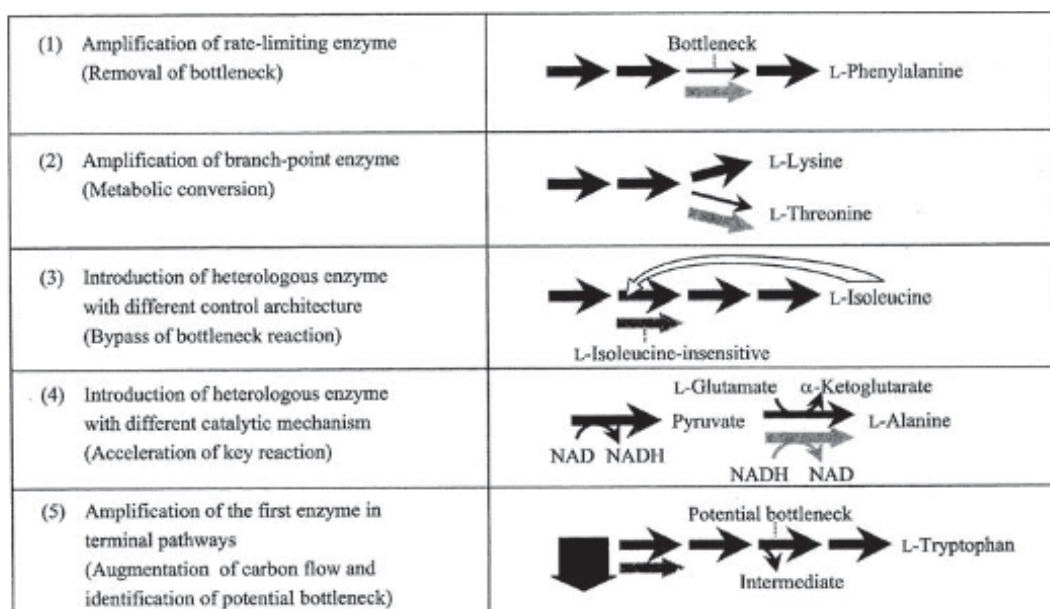 (1) Amplification of rate-limiting enzyme
(Removal of bottleneck)
Bottleneck
L-Phenylalanine
(2) Amplification of branch-point enzyme
(Metabolic conversion)
L-Lysine
L-Threonine
(3) Introduction of heterologous enzyme
with different control architecture
(Bypass of bottleneck reaction)
L-Isoleucine
L-Isoleucine-insensitive
(4) Introduction of heterologous enzyme
with different catalytic mechanism
(Acceleration of key reaction)
L-Glutamate α-Ketoglutarate
Pyruvate L-Alanine
NAD NADH
NADH NAD
(5) Amplification of the first enzyme in
terminal pathways
(Augmentation of carbon flow and
identification of potential bottleneck)
Potential bottleneck
L-Tryptophan
Intermediate